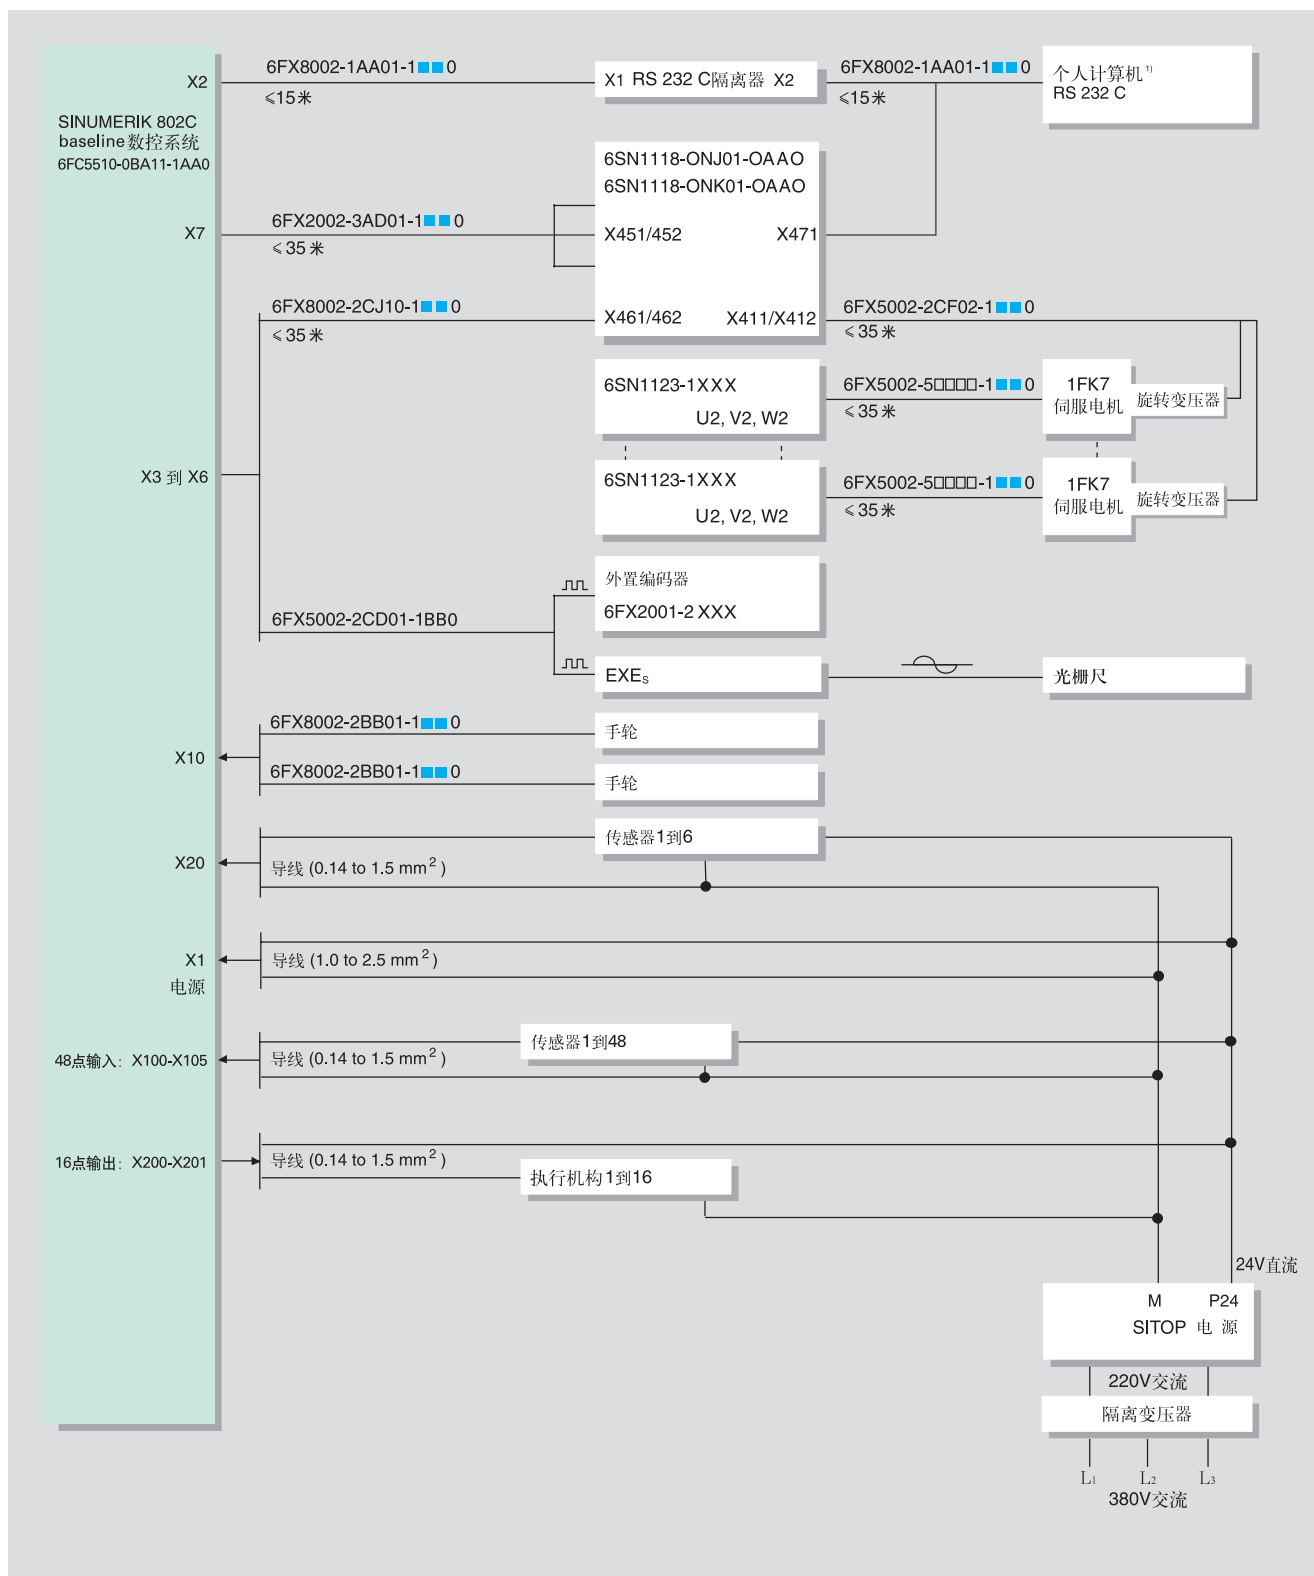 6FX8002-1AA01-1■■0
X2
≤15米
X1 RS 232 C隔离器 X2
6FX8002-1AA01-1■■0
≤15米
个人计算机 1)
RS 232 C
SINUMERIK 802C
baseline数控系统
6FC5510-0BA11-1AA0
6SN1118-ONJ01-OAAO
6SN1118-ONK01-OAAO
X7
6FX2002-3AD01-1■■0
≤35米
X451/452
X471
6FX8002-2CJ10-1■■0
≤35米
X461/462
X411/X412
6FX5002-2CF02-1■■0
≤35米
6SN1123-1XXX
U2, V2, W2
6FX5002-5□□□□-1■■0
≤35米
1FK7
伺服电机
旋转变压器
X3 到 X6
6SN1123-1XXX
U2, V2, W2
6FX5002-5□□□□-1■■0
≤35米
1FK7
伺服电机
旋转变压器
外置编码器
6FX2001-2 XXX
6FX5002-2CD01-1BB0
EXEs
光栅尺
6FX8002-2BB01-1■■0
手轮
X10
6FX8002-2BB01-1■■0
手轮
传感器1到6
X20
导线 (0.14 to 1.5 mm²)
X1
电源
导线 (1.0 to 2.5 mm²)
传感器1到48
48点输入: X100-X105
导线 (0.14 to 1.5 mm²)
16点输出: X200-X201
导线 (0.14 to 1.5 mm²)
执行机构1到16
24V直流
M
P24
SITOP 电 源
220V交流
隔离变压器
L1
L2
L3
380V交流